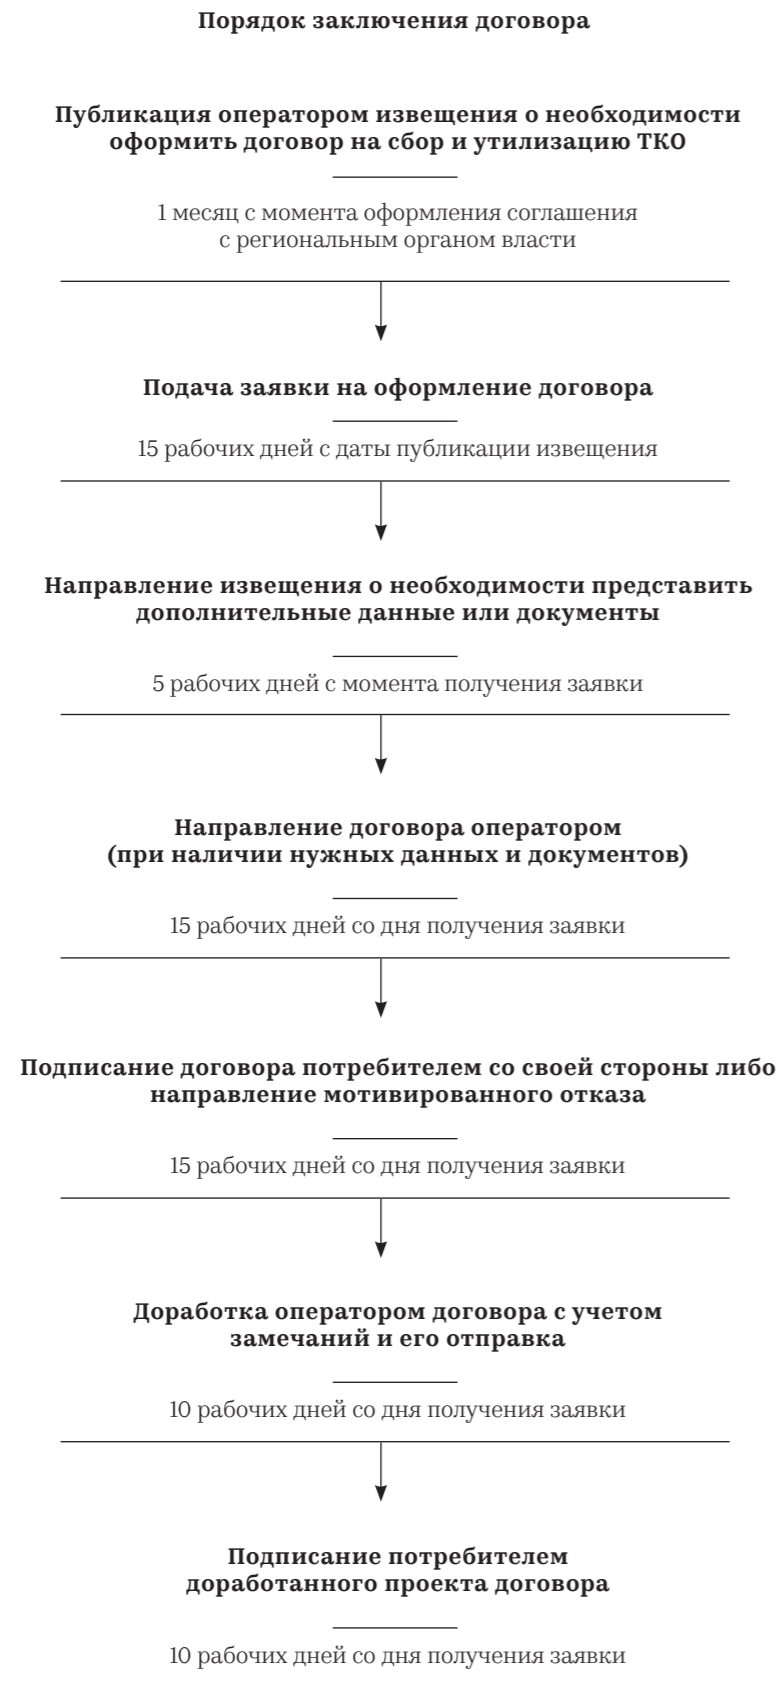 Порядок заключения договора
Публикация оператором извещения о необходимости
оформить договор на сбор и утилизацию ТКО
1 месяц с момента оформления соглашения
с региональным органом власти
Подача заявки на оформление договора
15 рабочих дней с даты публикации извещения
Направление извещения о необходимости представить
дополнительные данные или документы
5 рабочих дней с момента получения заявки
Направление договора оператором
(при наличии нужных данных и документов)
15 рабочих дней со дня получения заявки
Подписание договора потребителем со своей стороны либо
направление мотивированного отказа
15 рабочих дней со дня получения заявки
Доработка оператором договора с учетом
замечаний и его отправка
10 рабочих дней со дня получения заявки
Подписание потребителем
доработанного проекта договора
10 рабочих дней со дня получения заявки